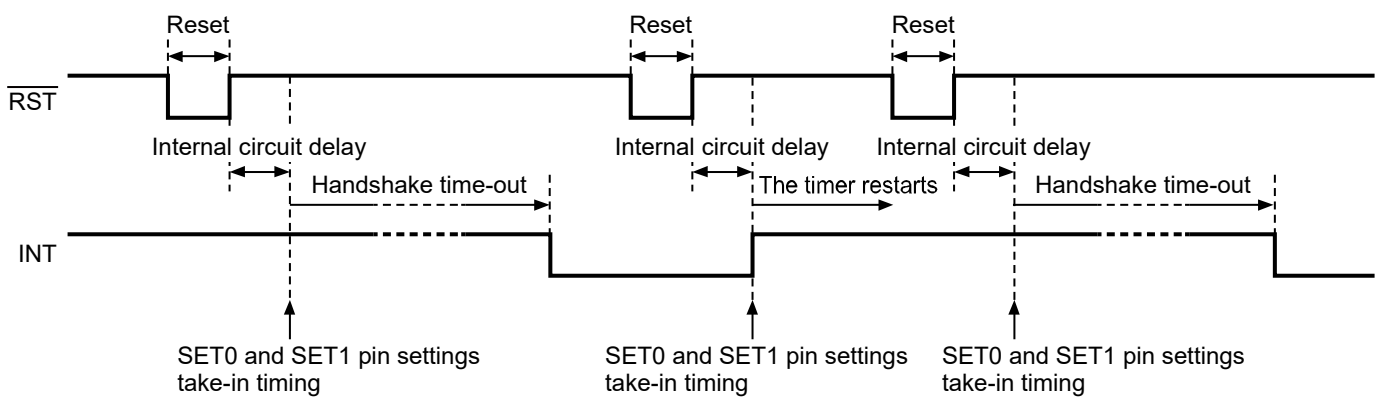 Reset
Reset
Reset
RST
Internal circuit delay
Internal circuit delay
Internal circuit delay
Handshake time-out
The timer restarts
Handshake time-out
INT
SET0 and SET1 pin settings
take-in timing
SET0 and SET1 pin settings
take-in timing
SET0 and SET1 pin settings
take-in timing